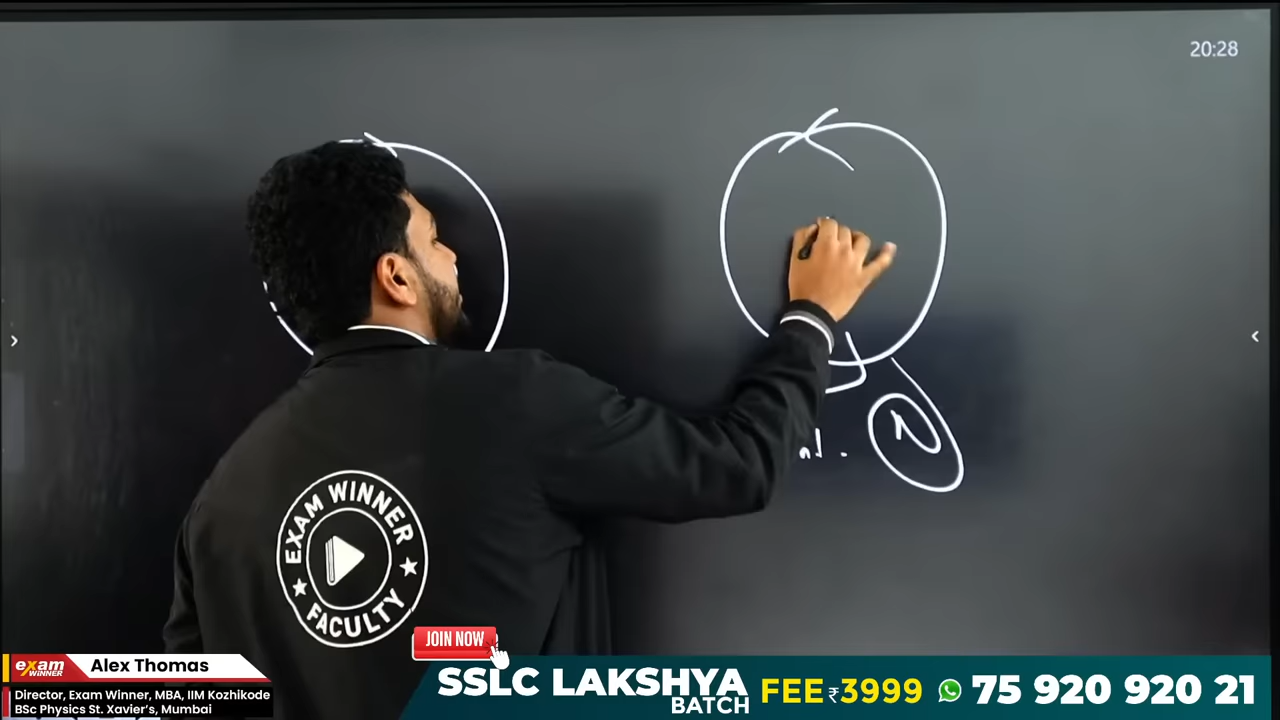 20:28
N
EXAM WINNER
FACULTY
JOIN NOW
exam
WINNER
Alex Thomas
Director, Exam Winner, MBA, IIM Kozhikode
BSc Physics St. Xavier's, Mumbai
SSLC LAKSHYA
BATCH
FEE ₹3999
75 920 920 21